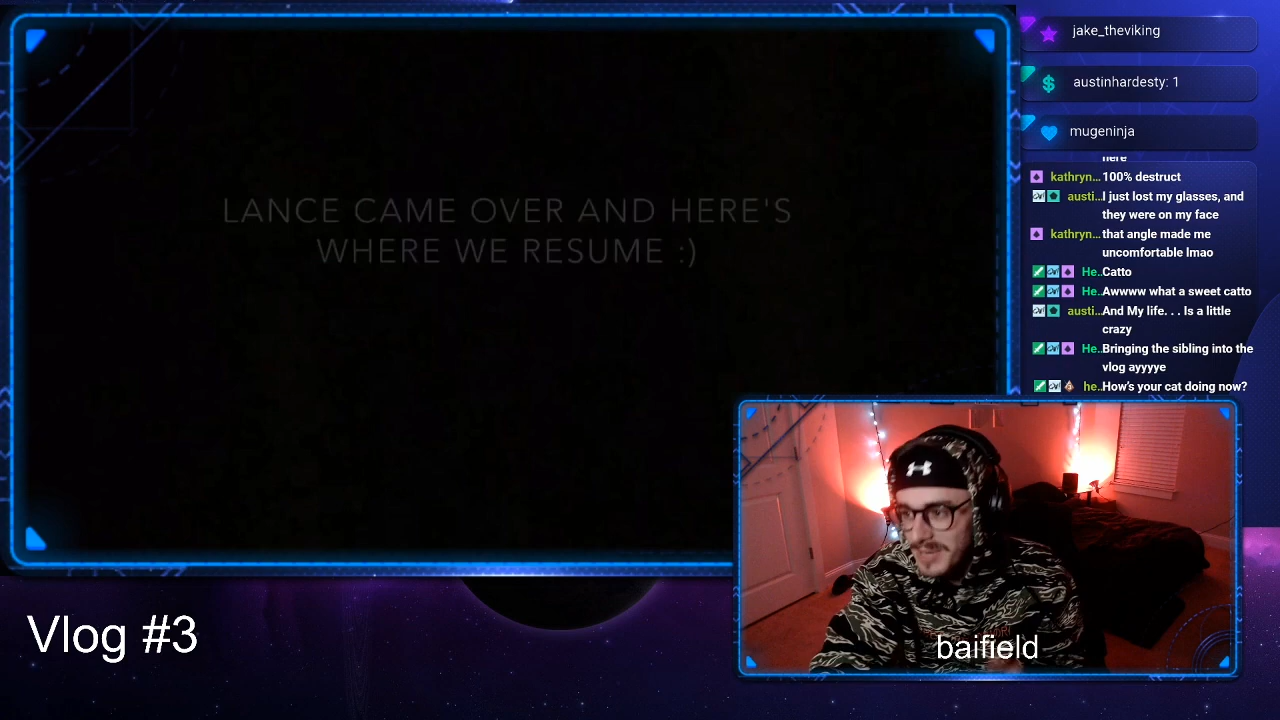 LANCE CAME OVER AND HERE'S
WHERE WE RESUME :)
jake_theviking
austinhardesty: 1
mugeninja
here
kathryn... 100% destruct
austi... I just lost my glasses, and
they were on my face
kathryn... that angle made me
uncomfortable lmao
He.. Catto
He.. Awwww what a sweet catto
austi... And My life. . . Is a little
crazy
He.. Bringing the sibling into the
vlog ayyyye
he.. How's your cat doing now?
Vlog #3
baifield